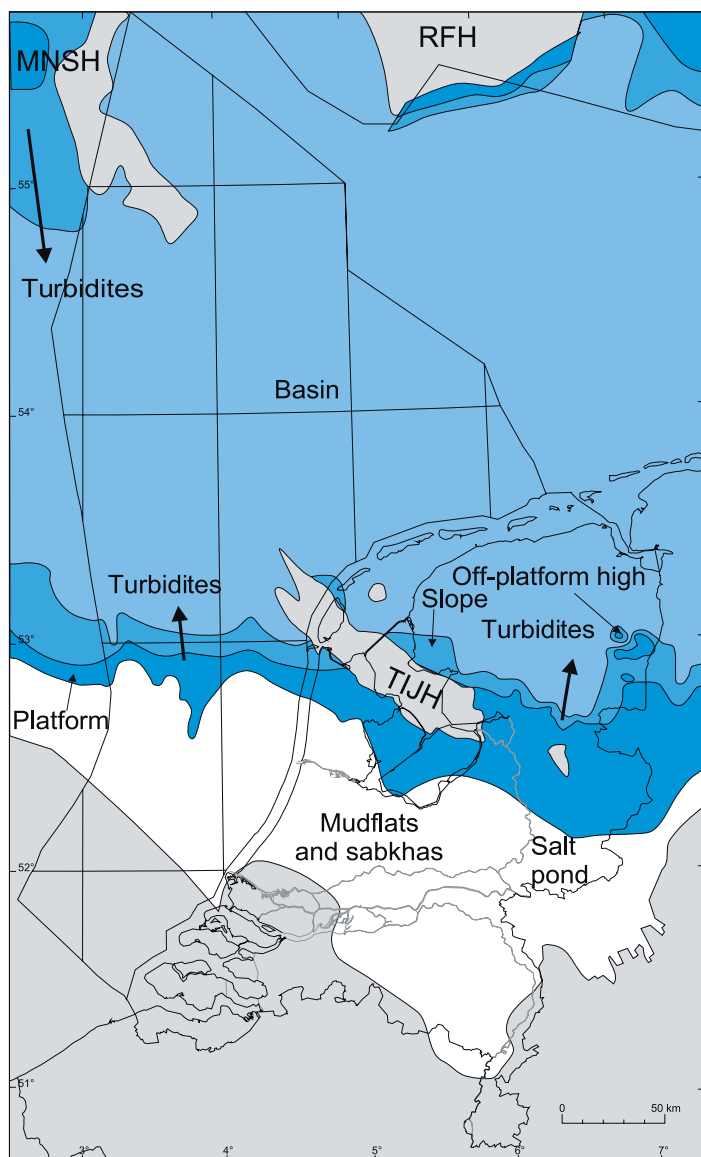 RFH
MNSH
55°
Turbidites
Basin
54°
Off-platform high
Turbidites
Slope
Turbidites
53°
TIJH
Platform
Mudflats
and sabkhas
Salt
pond
52°
51°
0
50 km
3°
4°
5°
6°
7°